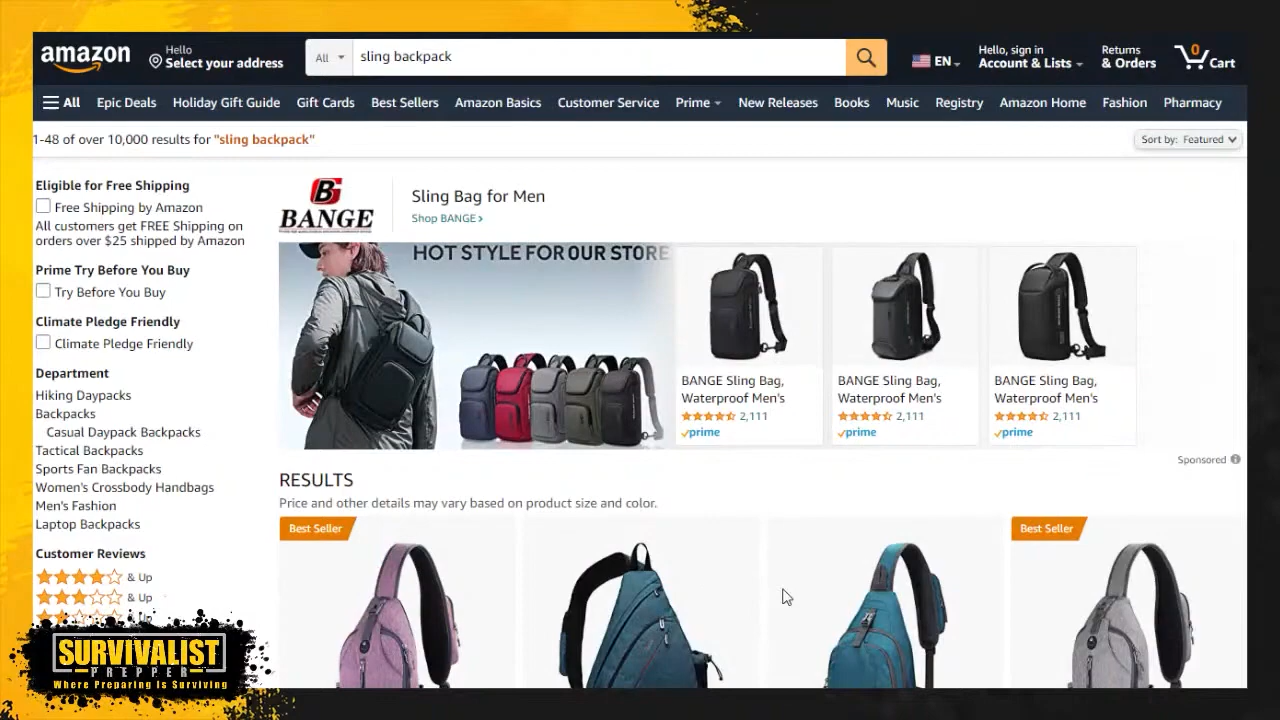 amazon
Hello
Select your address
All
sling backpack
EN
Hello, sign in
Account & Lists
Returns
& Orders
0
Cart
All
Epic Deals
Holiday Gift Guide
Gift Cards
Best Sellers
Amazon Basics
Customer Service
Prime
New Releases
Books
Music
Registry
Amazon Home
Fashion
Pharmacy
1-48 of over 10,000 results for "sling backpack"
Sort by: Featured
Eligible for Free Shipping
Free Shipping by Amazon
All customers get FREE Shipping on
orders over $25 shipped by Amazon
Prime Try Before You Buy
Try Before You Buy
Climate Pledge Friendly
Climate Pledge Friendly
Department
Hiking Daypacks
Backpacks
Casual Daypack Backpacks
Tactical Backpacks
Sports Fan Backpacks
Women's Crossbody Handbags
Men's Fashion
Laptop Backpacks
Customer Reviews
& Up
& Up
BANGE
Sling Bag for Men
Shop BANGE ›
HOT STYLE FOR OUR STORE
BANGE Sling Bag,
Waterproof Men's
2,111
prime
BANGE Sling Bag,
Waterproof Men's
2,111
prime
BANGE Sling Bag,
Waterproof Men's
2,111
prime
Sponsored
RESULTS
Price and other details may vary based on product size and color.
Best Seller
Best Seller
SURVIVALIST
PREPPER
Where Preparing Is Surviving